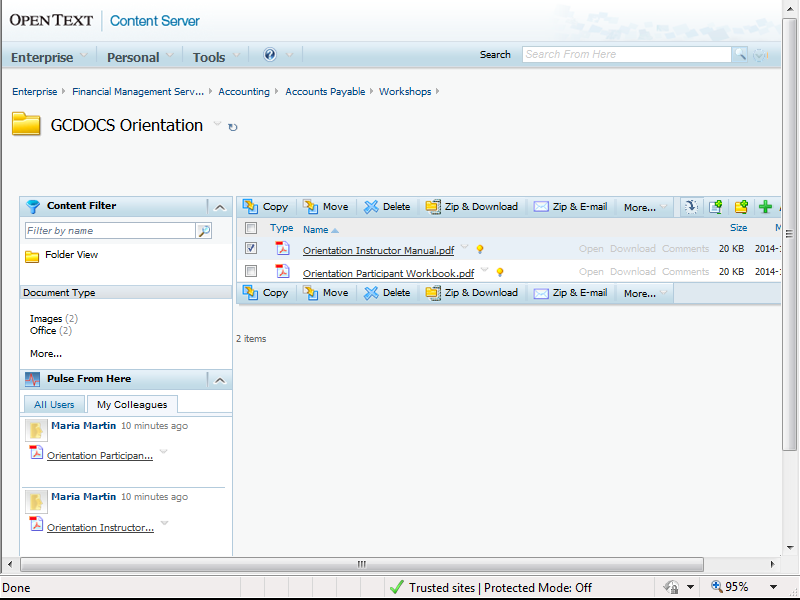 OPEN TEXT | Content Server
Enterprise Personal Tools ? Search Search From Here
Enterprise Financial Management Serv... Accounting Accounts Payable Workshops
GCDOCS Orientation
Content Filter
Filter by name
Folder View
Document Type
Images (2)
Office (2)
More...
Pulse From Here
All Users My Colleagues
Maria Martin 10 minutes ago
Orientation Participan...
Maria Martin 10 minutes ago
Orientation Instructor...
Copy Move Delete Zip & Download Zip & E-mail More...
Type Name Size M
Orientation Instructor Manual.pdf Open Download Comments 20 KB 2014-
Orientation Participant Workbook.pdf Open Download Comments 20 KB 2014-
Copy Move Delete Zip & Download Zip & E-mail More...
2 items
Done Trusted sites | Protected Mode: Off 95%